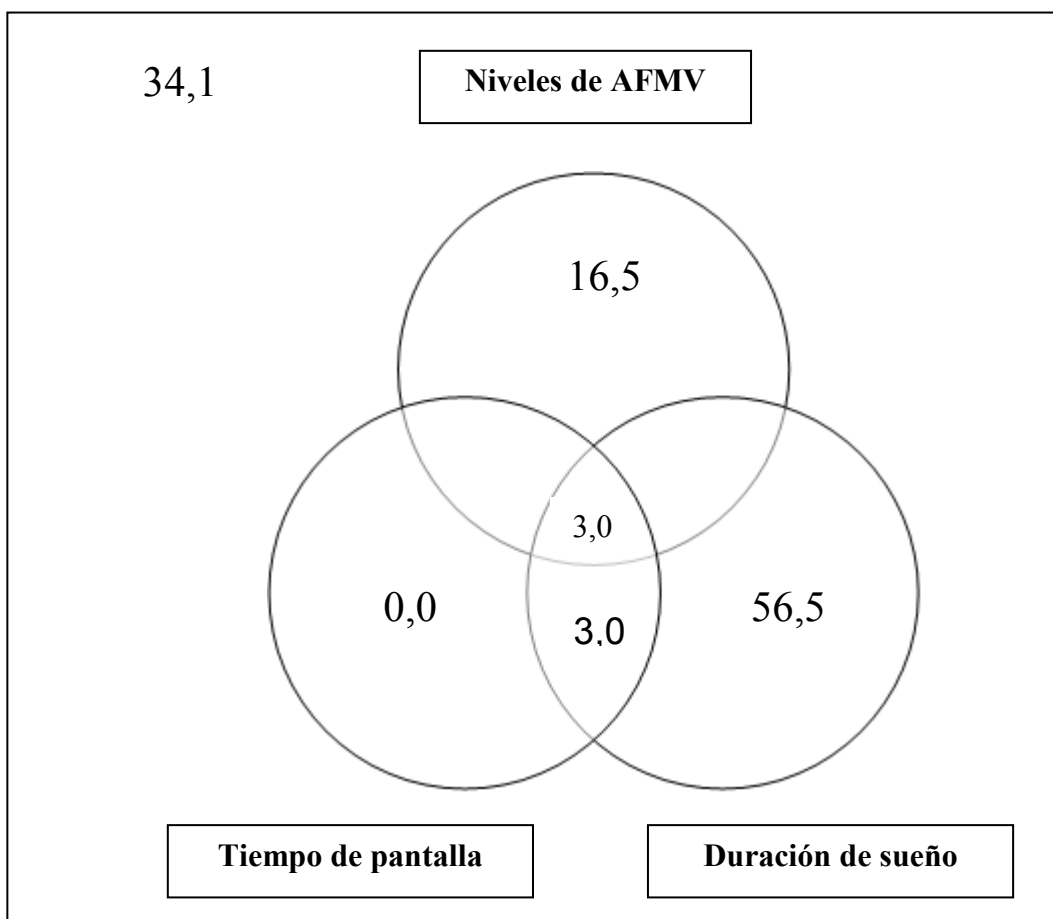 34,1
Niveles de AFMV
16,5
3,0
0,0
3,0
56,5
Tiempo de pantalla
Duración de sueño